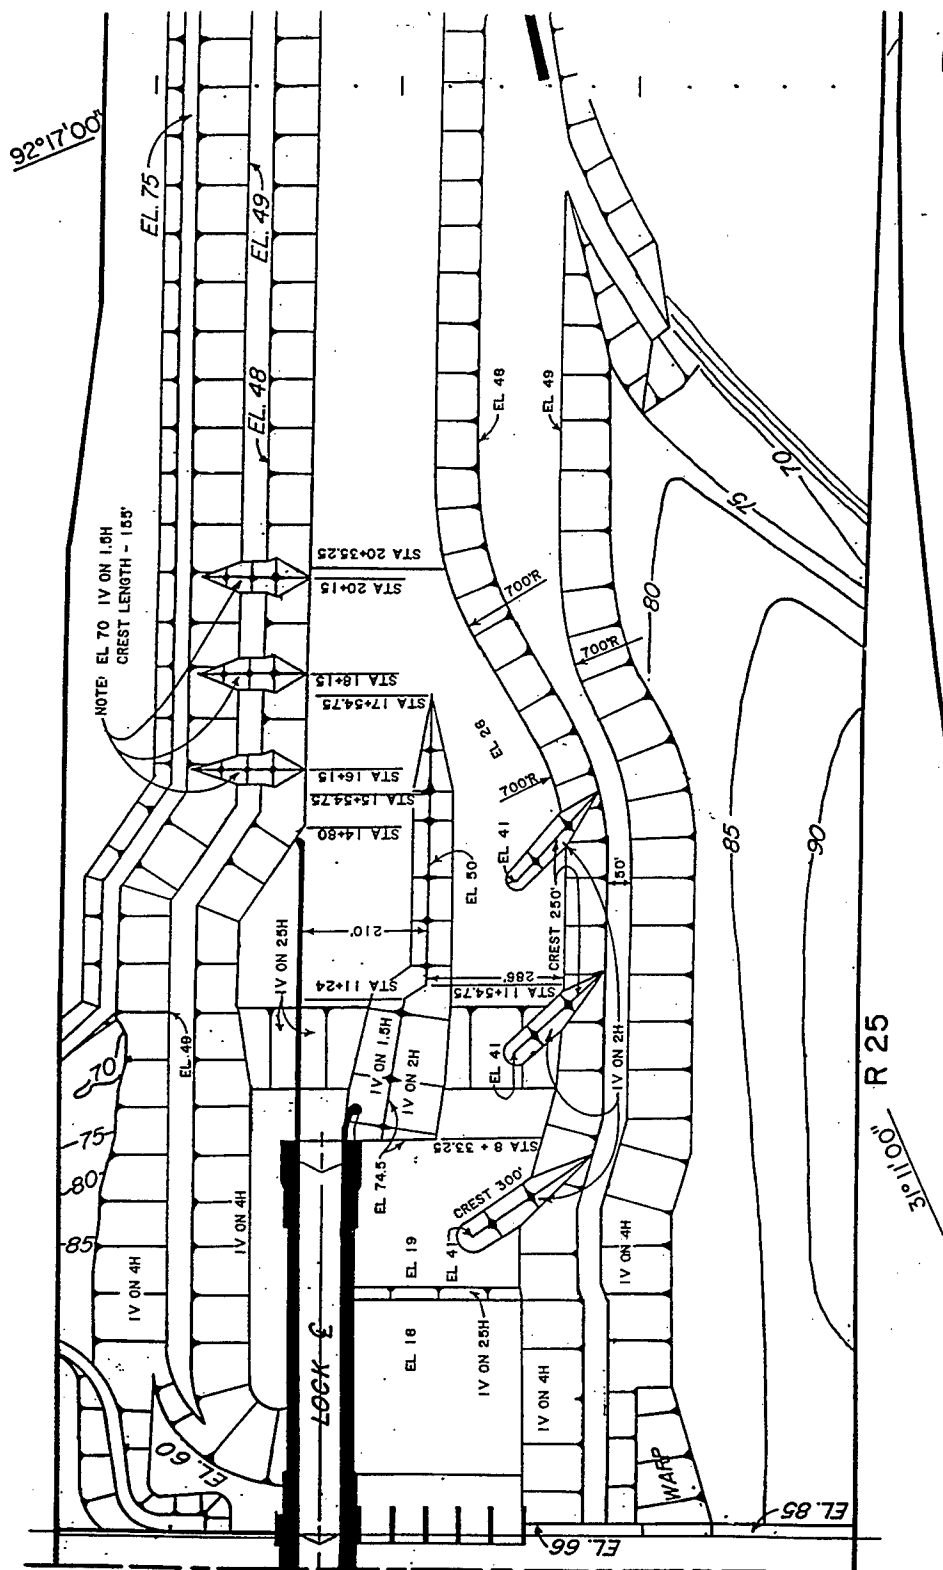 92°17'00"
EL. 75
EL. 49
EL. 48
EL 48
EL 49
70
75
NOTE: EL 70 1V ON 1.5H
CREST LENGTH - 155'
STA 20+35.25
STA 20+15
700'R
80
700'R
STA 18+15
STA 17+54.75
EL 28
STA 16+15
STA 15+54.75
700'R
STA 14+80
EL 41
EL 50
85
90
CREST 250'
50'
210'
1V ON 25H
286'
STA 11+24
STA 11+54.75
EL. 49
70
1V ON 1.5H
1V ON 2H
EL 41
1V ON 2H
R 25
75
STA 8 + 33.25
31°11'00"
80
EL 74.5
CREST 300'
85
1V ON 4H
1V ON 4H
EL 19
EL 41
1V ON 4H
LOCK ℄
EL 18
1V ON 25H
1V ON 4H
EL. 60
WARP
EL. 85
EL. 66